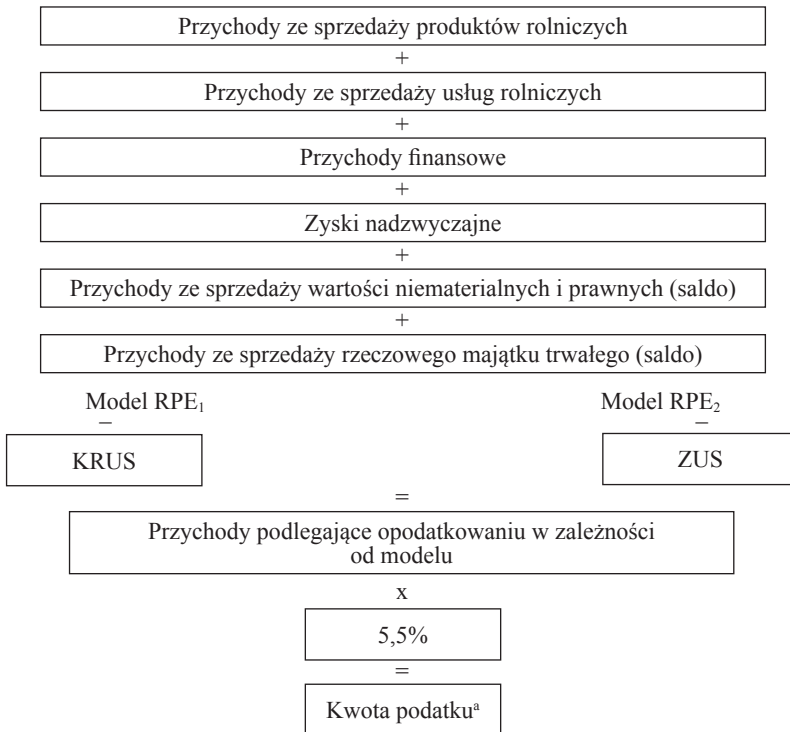 Przychody ze sprzedaży produktów rolniczych
+
Przychody ze sprzedaży usług rolniczych
+
Przychody finansowe
+
Zyski nadzwyczajne
+
Przychody ze sprzedaży wartości niematerialnych i prawnych (saldo)
+
Przychody ze sprzedaży rzeczowego majątku trwałego (saldo)
Model RPE₁ Model RPE₂
– –
KRUS ZUS
=
Przychody podlegające opodatkowaniu w zależności
od modelu
x
5,5%
=
Kwota podatkuᵃ